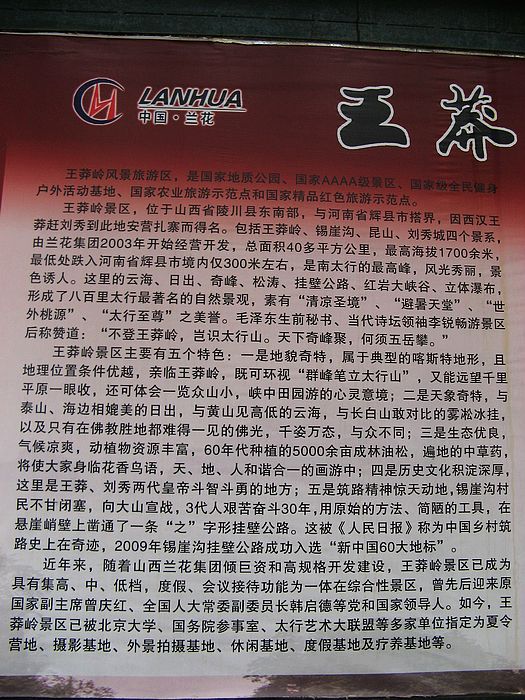 LANHUA
中国·兰花
王莽
王莽岭风景旅游区，是国家地质公园、国家AAAA级景区、国家级全民健身
户外活动基地、国家农业旅游示范点和国家精品红色旅游示范点。
王莽岭景区，位于山西省陵川县东南部，与河南省辉县市搭界，因西汉王
莽赶刘秀到此地安营扎寨而得名。包括王莽岭、锡崖沟、昆山、刘秀城四个景系，
由兰花集团2003年开始经营开发，总面积40多平方公里，最高海拔1700余米，
最低处跌入河南省辉县市境内仅300米左右，是南太行的最高峰，风光秀丽，景
色诱人。这里的云海、日出、奇峰、松涛、挂壁公路、红岩大峡谷、立体瀑布，
形成了八百里太行最著名的自然景观，素有“清凉圣境”、“避暑天堂”、“世
外桃源”、“太行至尊”之美誉。毛泽东生前秘书、当代诗坛领袖李锐畅游景区
后称赞道：“不登王莽岭，岂识太行山。天下奇峰聚，何须五岳攀。”
王莽岭景区主要有五个特色：一是地貌奇特，属于典型的喀斯特地形，且
地理位置条件优越，亲临王莽岭，既可环视“群峰笔立太行山”，又能远望千里
平原一眼收，还可体会一览众山小，峡中田园游的心灵意境；二是天象奇特，与
泰山、海边相媲美的日出，与黄山见高低的云海，与长白山敢对比的雾凇冰挂，
以及只有在佛教胜地都难得一见的佛光，千姿万态，与众不同；三是生态优良，
气候凉爽，动植物资源丰富，60年代种植的5000余亩成林油松，遍地的中草药，
将使大家身临花香鸟语，天、地、人和谐合一的画游中；四是历史文化积淀深厚，
这里是王莽、刘秀两代皇帝斗智斗勇的地方；五是筑路精神惊天动地，锡崖沟村
民不甘闭塞，向大山宣战，3代人艰苦奋斗30年，用原始的方法、简陋的工具，在
悬崖峭壁上凿通了一条“之”字形挂壁公路。这被《人民日报》称为中国乡村筑
路史上在奇迹，2009年锡崖沟挂壁公路成功入选“新中国60大地标”。
近年来，随着山西兰花集团倾巨资和高规格开发建设，王莽岭景区已成为
具有集高、中、低档，度假、会议接待功能为一体在综合性景区，曾先后迎来原
国家副主席曾庆红、全国人大常委副委员长韩启德等党和国家领导人。如今，王
莽岭景区已被北京大学、国务院参事室、太行艺术大联盟等多家单位指定为夏令
营地、摄影基地、外景拍摄基地、休闲基地、度假基地及疗养基地等。